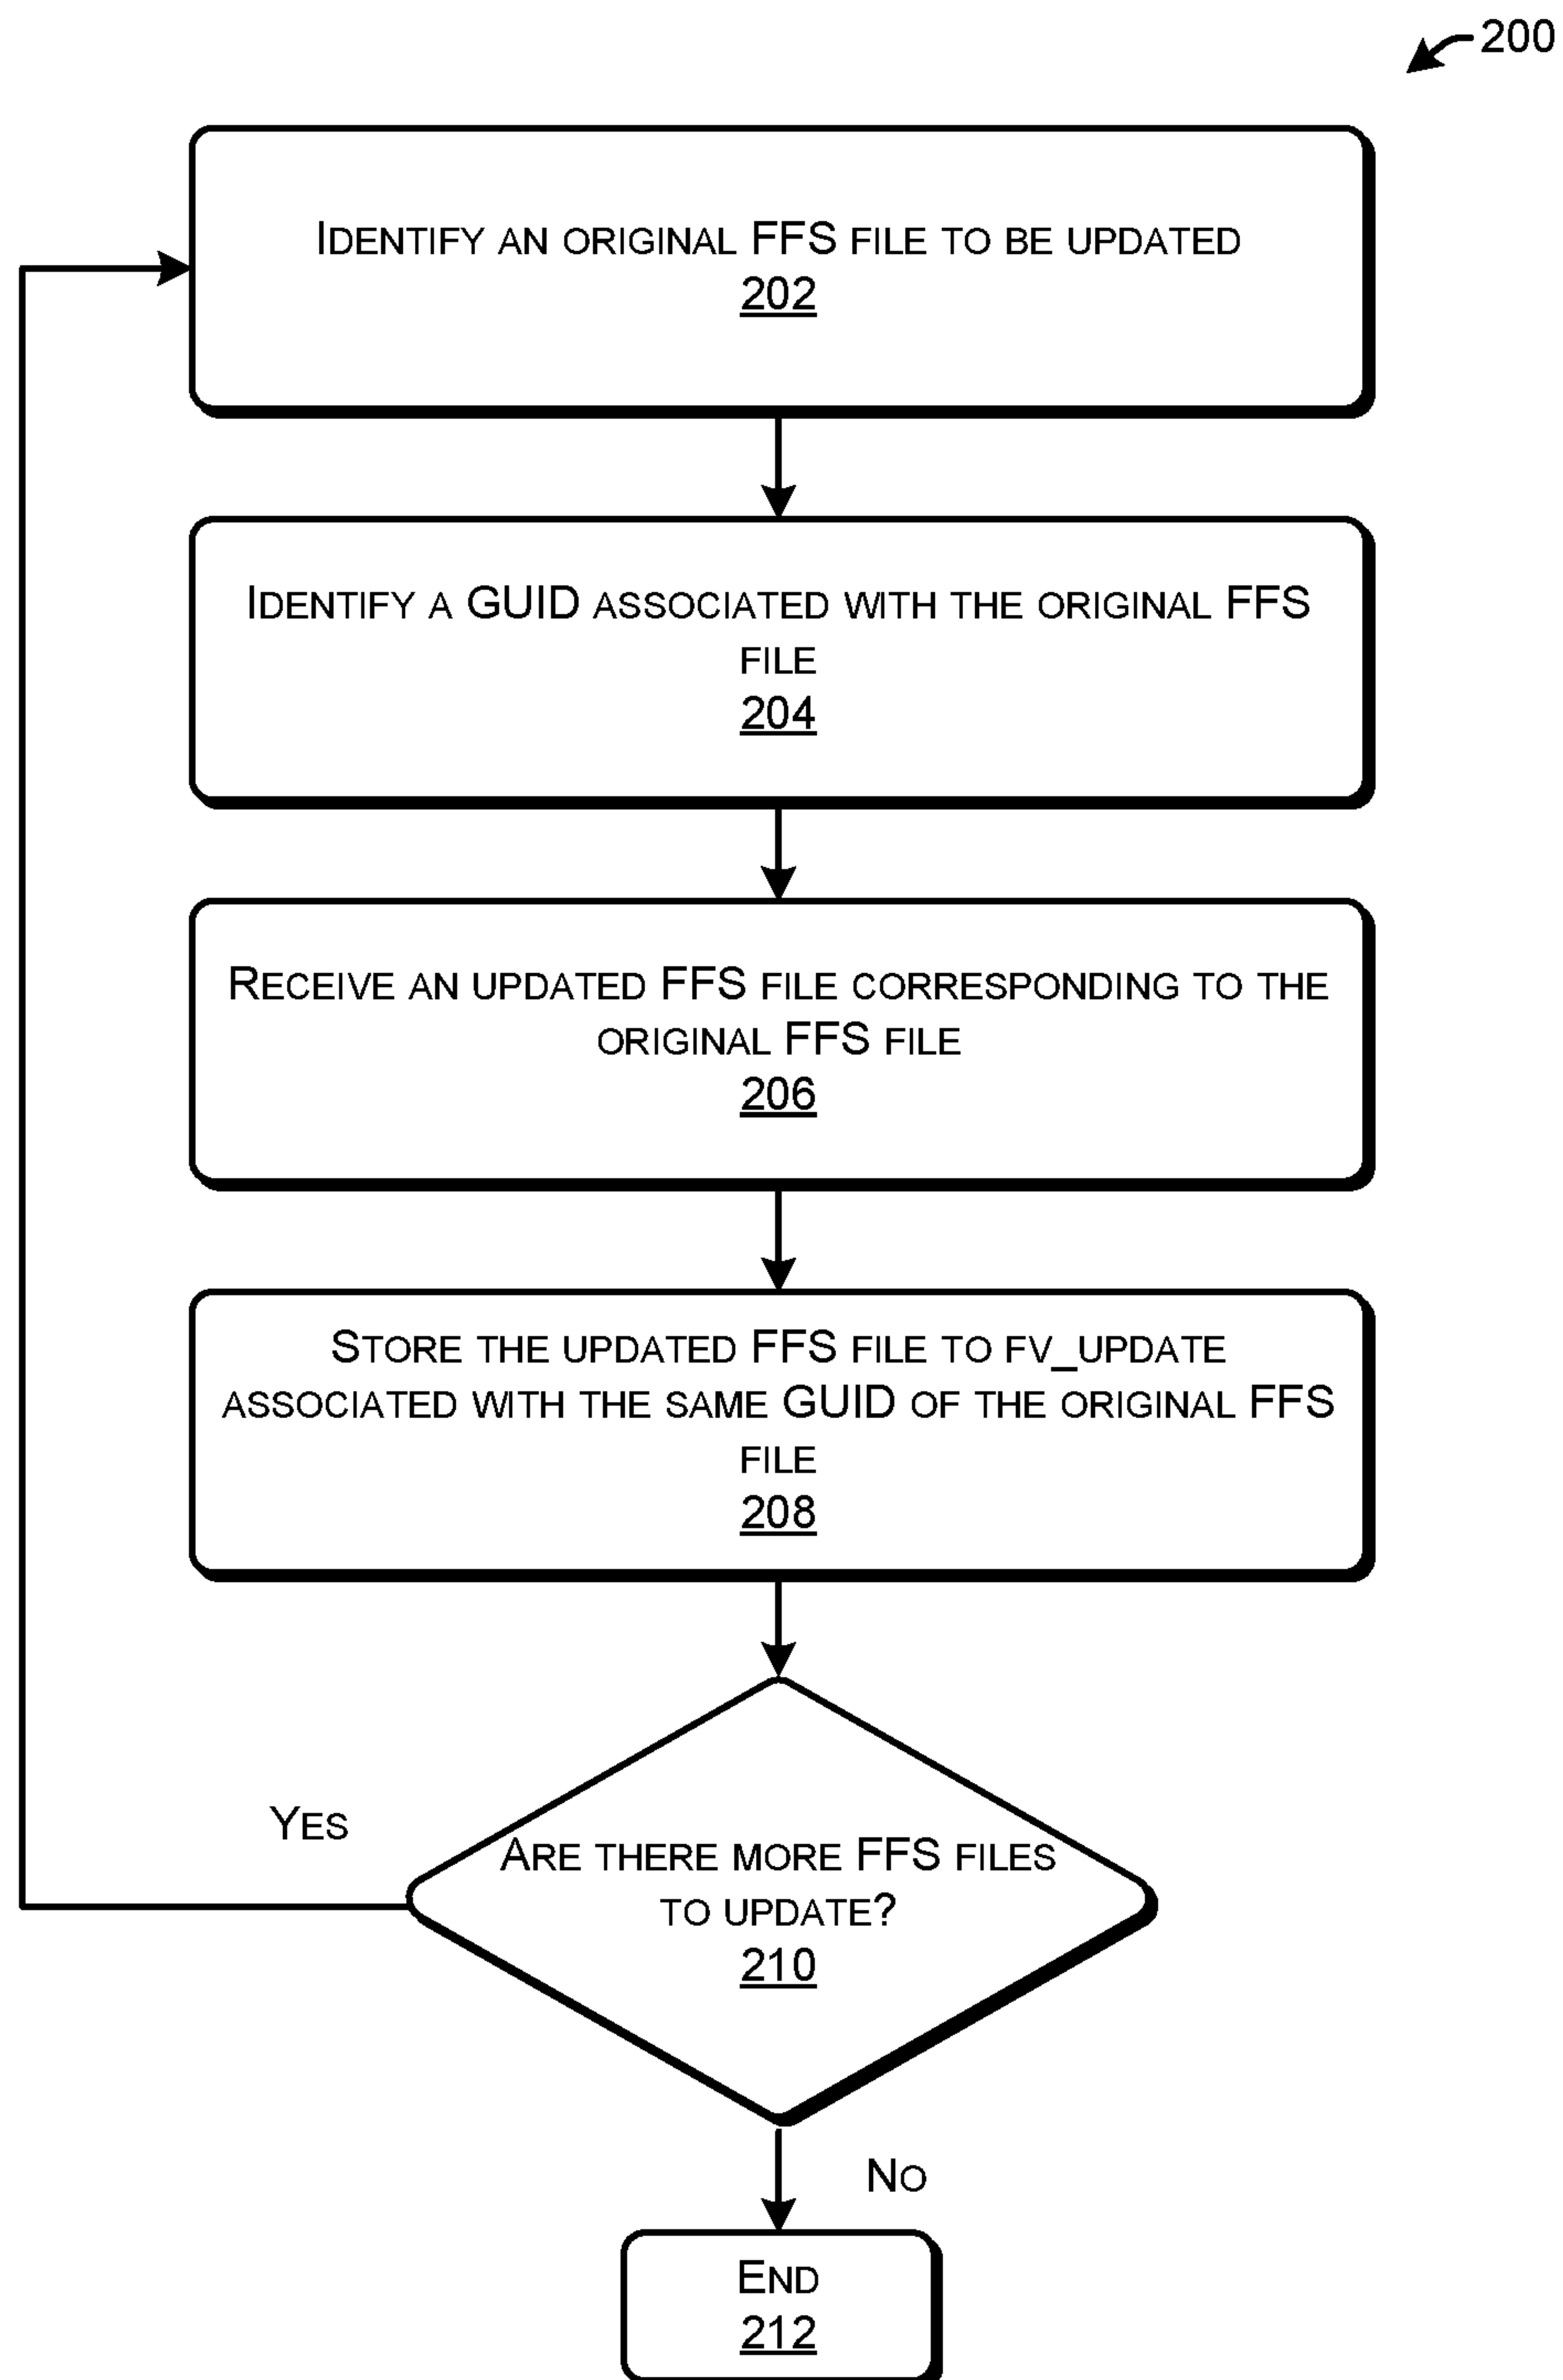 200
IDENTIFY AN ORIGINAL FFS FILE TO BE UPDATED
202
IDENTIFY A GUID ASSOCIATED WITH THE ORIGINAL FFS
FILE
204
RECEIVE AN UPDATED FFS FILE CORRESPONDING TO THE
ORIGINAL FFS FILE
206
STORE THE UPDATED FFS FILE TO FV_UPDATE
ASSOCIATED WITH THE SAME GUID OF THE ORIGINAL FFS
FILE
208
YES
ARE THERE MORE FFS FILES
TO UPDATE?
210
NO
END
212